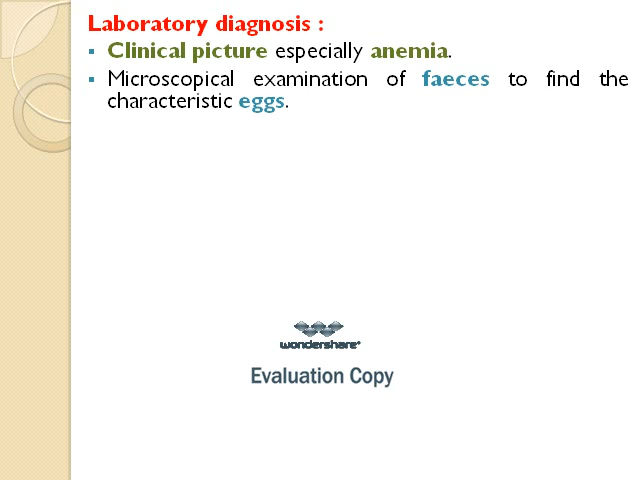 Laboratory diagnosis :
▪ Clinical picture especially anemia.
▪ Microscopical examination of faeces to find the
characteristic eggs.
wondershare
Evaluation Copy